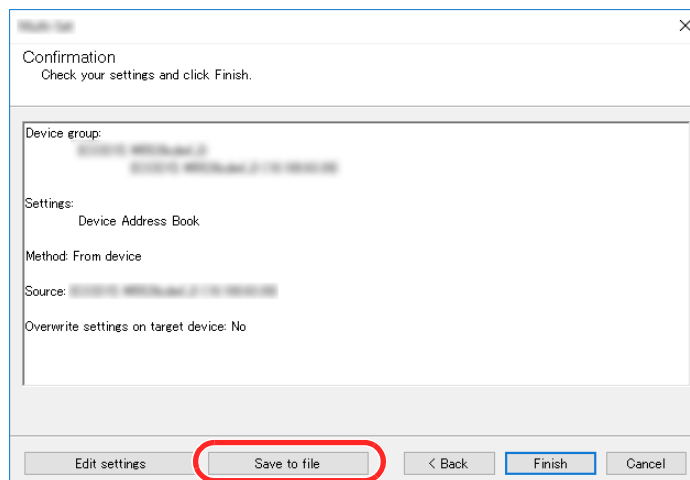 Confirmation
Check your settings and click Finish.
Device group:
Settings:
Device Address Book
Method: From device
Source:
Overwrite settings on target device: No
Edit settings
Save to file
< Back
Finish
Cancel